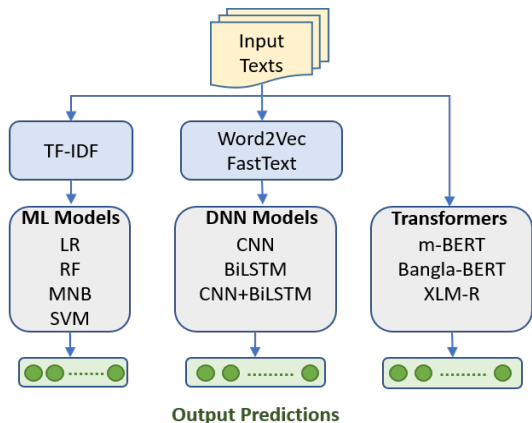 Input
Texts
TF-IDF
Word2Vec
FastText
ML Models
LR
RF
MNB
SVM
DNN Models
CNN
BiLSTM
CNN+BiLSTM
Transformers
m-BERT
Bangla-BERT
XLM-R
Output Predictions